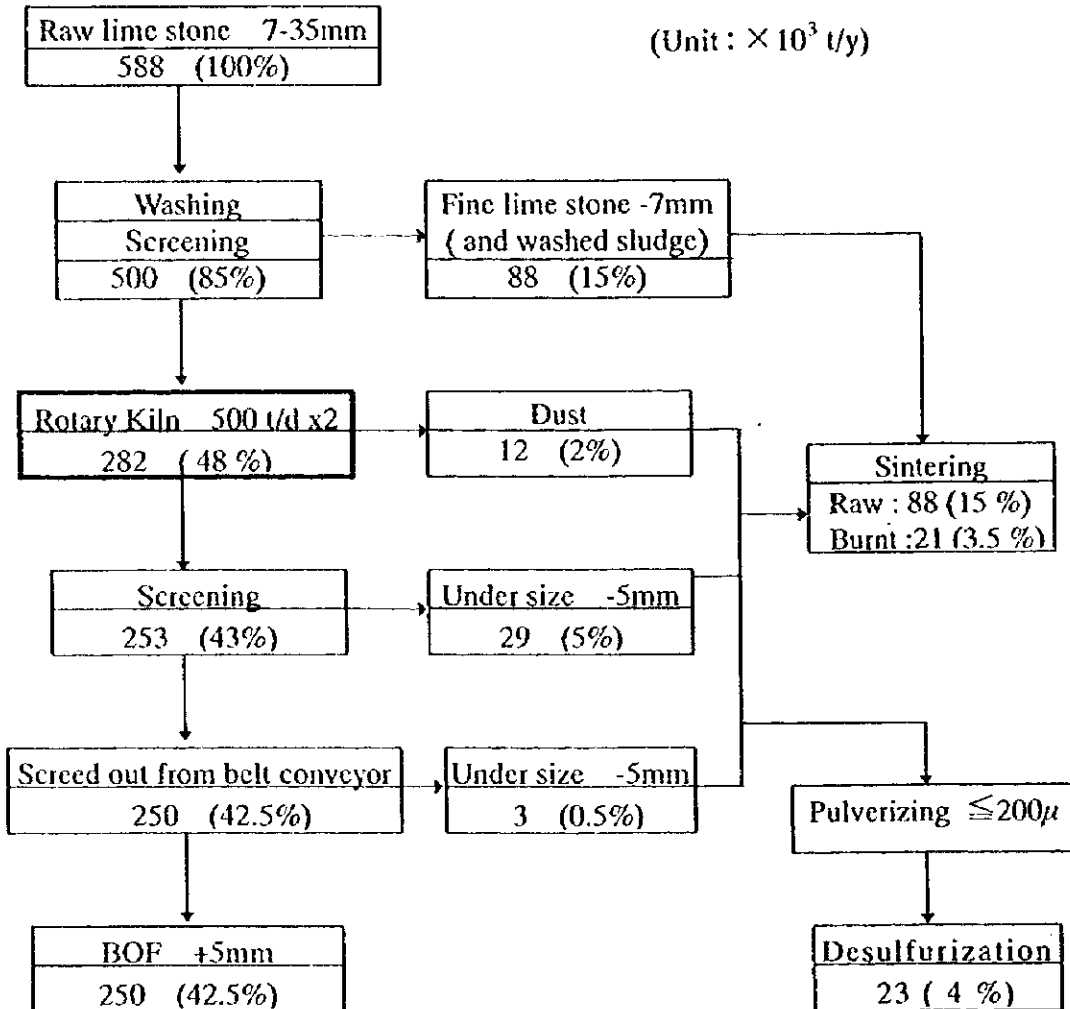 Raw lime stone 7-35mm
588 (100%)
(Unit : ×10³ t/y)
Washing
Screening
500 (85%)
Fine lime stone -7mm
( and washed sludge)
88 (15%)
Rotary Kiln 500 t/d x2
282 ( 48 %)
Dust
12 (2%)
Sintering
Raw : 88 (15 %)
Burnt :21 (3.5 %)
Screening
253 (43%)
Under size -5mm
29 (5%)
Screed out from belt conveyor
250 (42.5%)
Under size -5mm
3 (0.5%)
Pulverizing ≦200μ
BOF +5mm
250 (42.5%)
Desulfurization
23 ( 4 %)